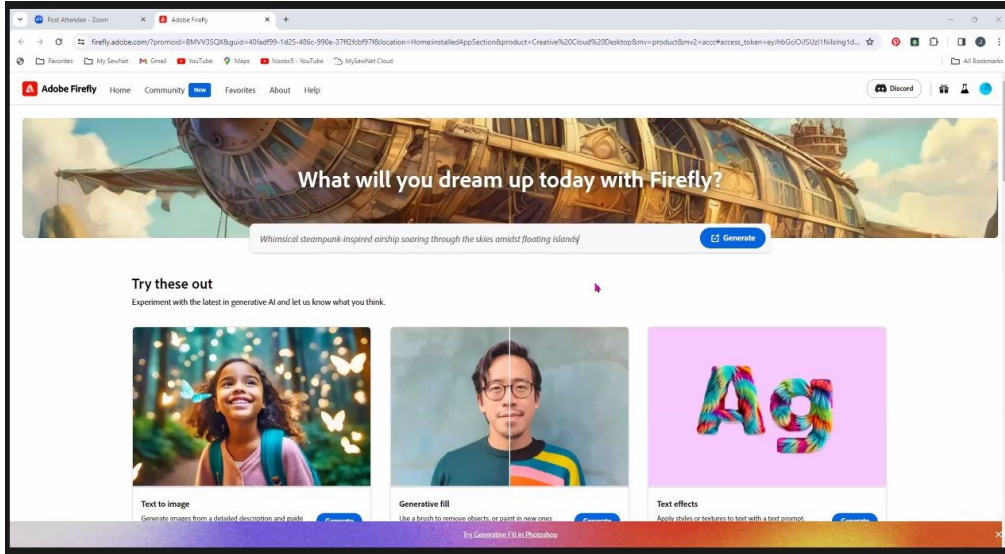 Post Attendee - Zoom
Adobe Firefly
Favorites
My SewNet
Gmail
YouTube
Maps
Noobs5 - YouTube
MySewNet Cloud
All Bookmarks
Adobe Firefly
Home
Community
New
Favorites
About
Help
Discord
What will you dream up today with Firefly?
Whimsical steampunk-inspired airship soaring through the skies amidst floating islands
Generate
Try these out
Experiment with the latest in generative AI and let us know what you think.
Ag
Text to image
Generate images from a detailed description and guide
Generate
Generative fill
Use a brush to remove objects, or paint in new ones
Generate
Text effects
Apply styles or textures to text with a text prompt.
Generate
Try Generative Fill in Photoshop